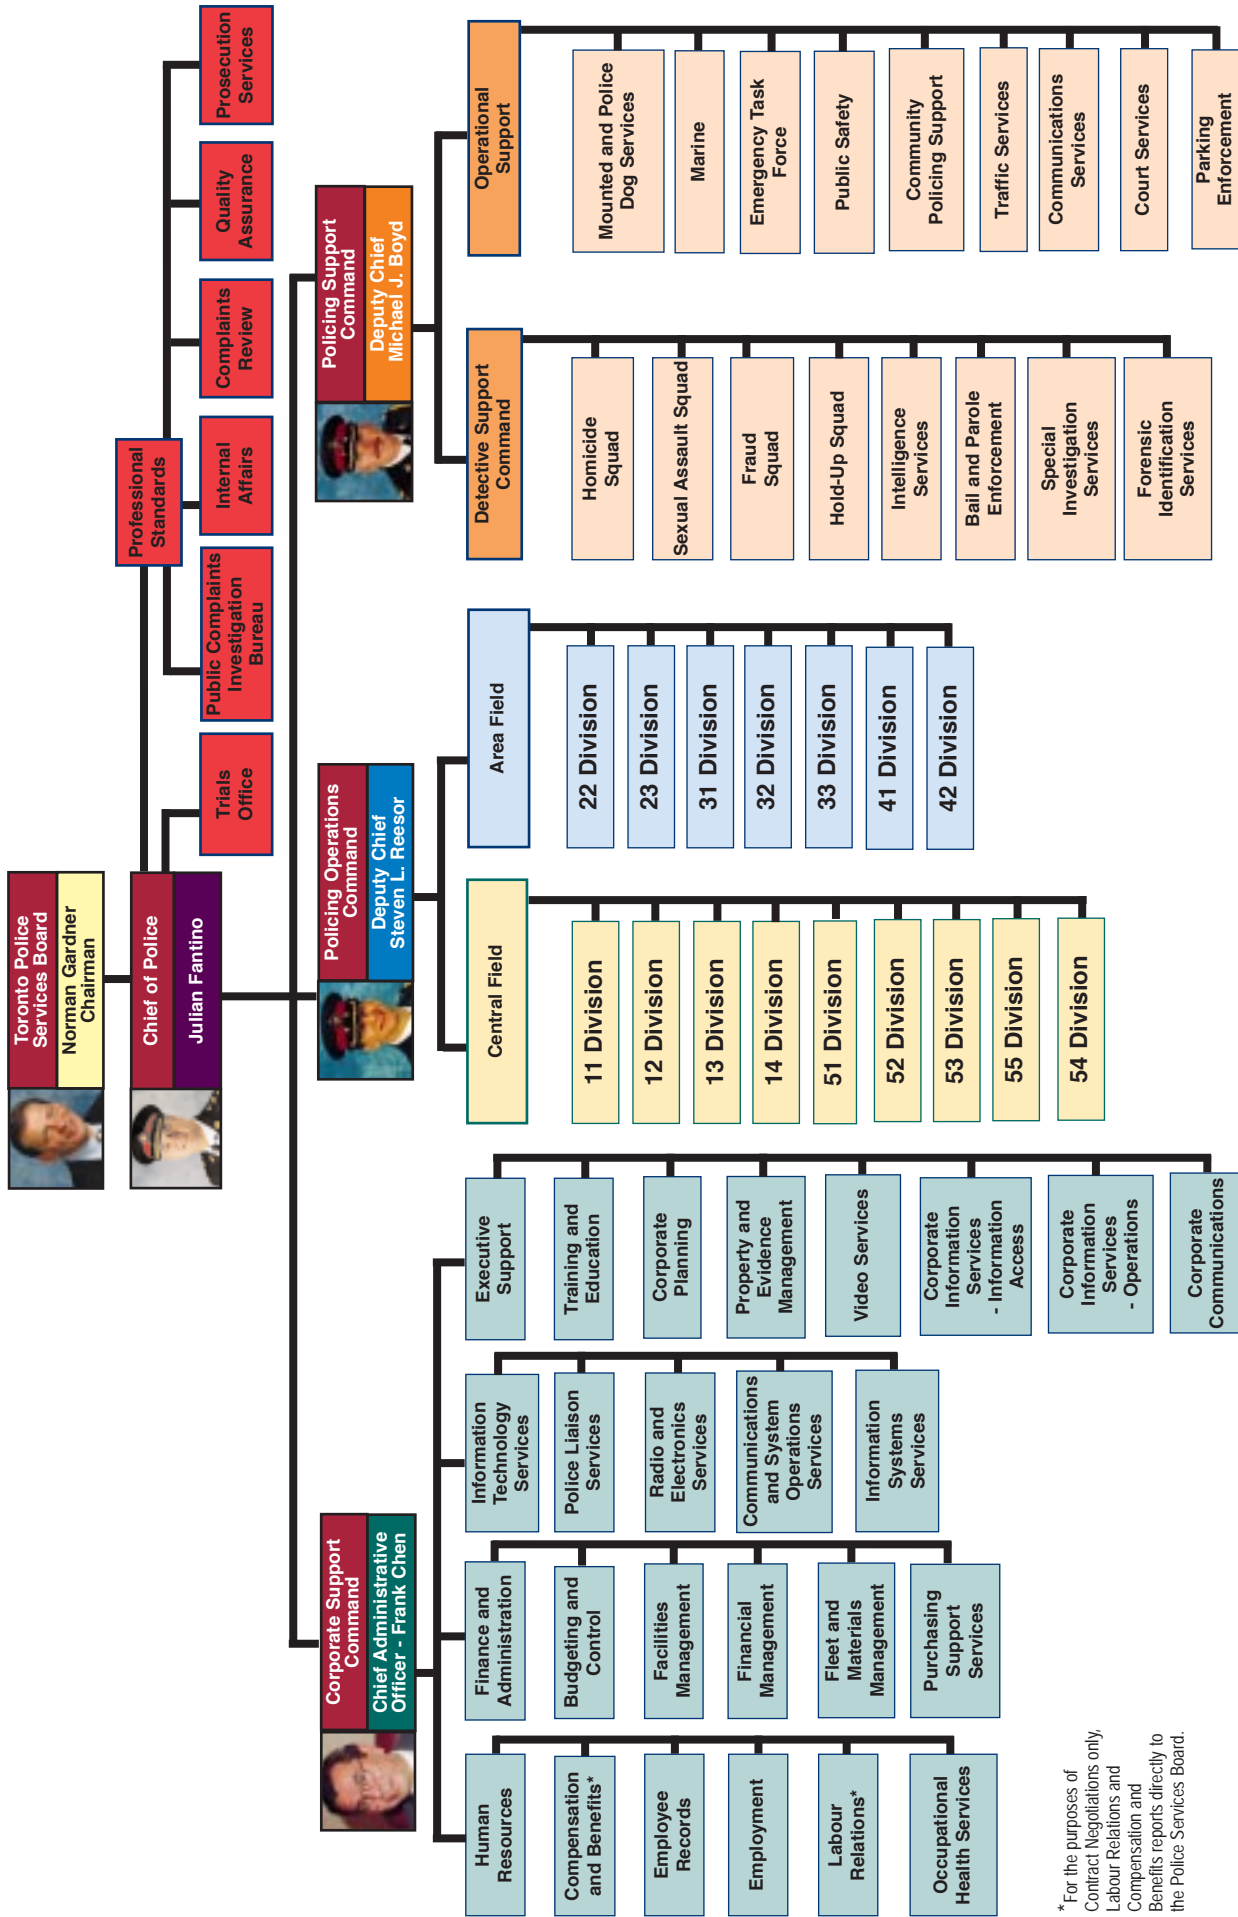 Toronto Police
Services Board
Norman Gardner
Chairman
Chief of Police
Julian Fantino
Trials
Office
Professional
Standards
Public Complaints
Investigation
Bureau
Internal
Affairs
Complaints
Review
Quality
Assurance
Prosecution
Services
Corporate Support
Command
Chief Administrative
Officer - Frank Chen
Human
Resources
Compensation
and Benefits*
Employee
Records
Employment
Labour
Relations*
Occupational
Health Services
Finance and
Administration
Budgeting and
Control
Facilities
Management
Financial
Management
Fleet and
Materials
Management
Purchasing
Support
Services
Information
Technology
Services
Police Liaison
Services
Radio and
Electronics
Services
Communications
and System
Operations
Services
Information
Systems
Services
Executive
Support
Training and
Education
Corporate
Planning
Property and
Evidence
Management
Video Services
Corporate
Information
Services
- Information
Access
Corporate
Information
Services
- Operations
Corporate
Communications
Policing Operations
Command
Deputy Chief
Steven L. Reesor
Central Field
11 Division
12 Division
13 Division
14 Division
51 Division
52 Division
53 Division
55 Division
54 Division
Area Field
22 Division
23 Division
31 Division
32 Division
33 Division
41 Division
42 Division
Policing Support
Command
Deputy Chief
Michael J. Boyd
Detective Support
Command
Homicide
Squad
Sexual Assault Squad
Fraud
Squad
Hold-Up Squad
Intelligence
Services
Bail and Parole
Enforcement
Special
Investigation
Services
Forensic
Identification
Services
Operational
Support
Mounted and Police
Dog Services
Marine
Emergency Task
Force
Public Safety
Community
Policing Support
Traffic Services
Communications
Services
Court Services
Parking
Enforcement
* For the purposes of
Contract Negotiations only,
Labour Relations and
Compensation and
Benefits reports directly to
the Police Services Board.